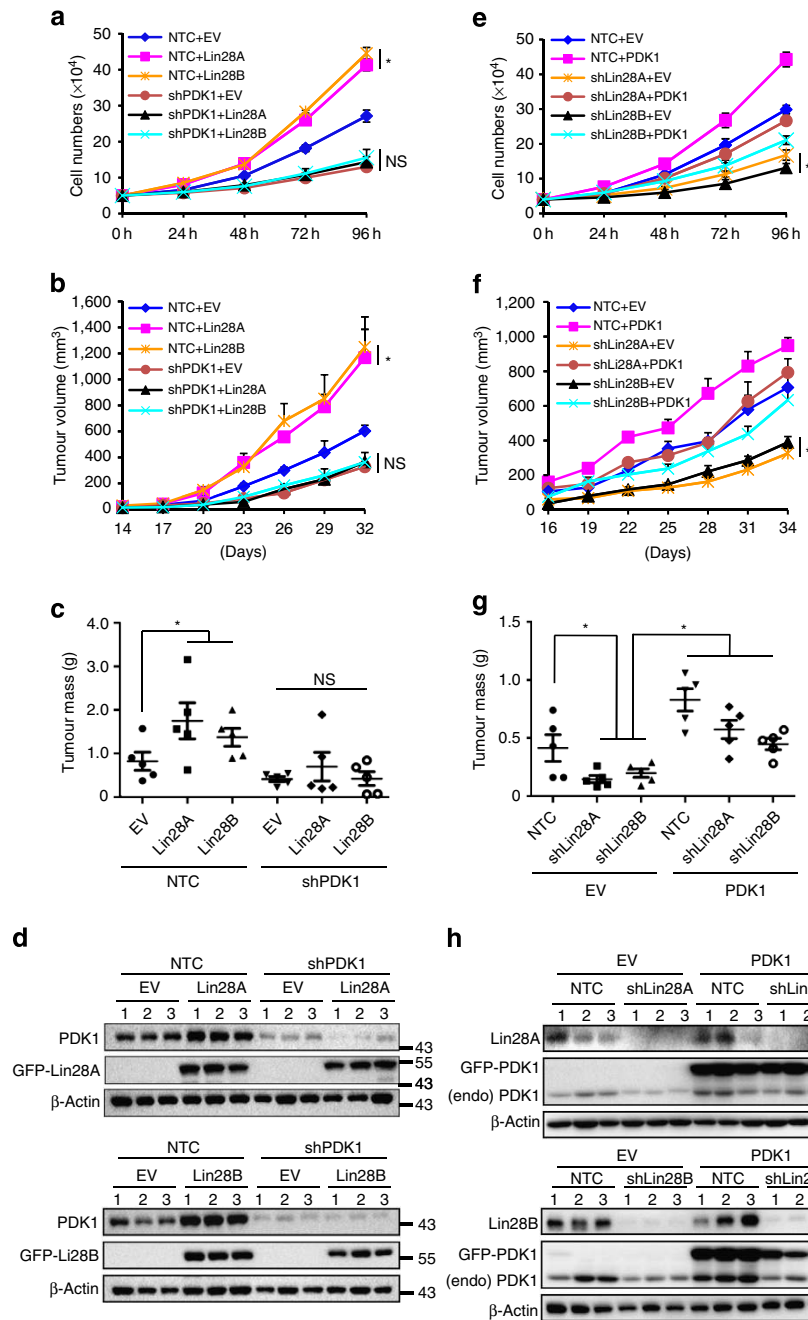 a
Cell numbers (×10⁴)
50
40
30
20
10
0
NTC+EV
NTC+Lin28A
NTC+Lin28B
shPDK1+EV
shPDK1+Lin28A
shPDK1+Lin28B
*
NS
0 h 24 h 48 h 72 h 96 h
e
Cell numbers (×10⁴)
50
40
30
20
10
0
NTC+EV
NTC+PDK1
shLin28A+EV
shLin28A+PDK1
shLin28B+EV
shLin28B+PDK1
*
0 h 24 h 48 h 72 h 96 h
b
Tumour volume (mm³)
1,600
1,400
1,200
1,000
800
600
400
200
0
NTC+EV
NTC+Lin28A
NTC+Lin28B
shPDK1+EV
shPDK1+Lin28A
shPDK1+Lin28B
*
NS
14 17 20 23 26 29 32
(Days)
f
Tumour volume (mm³)
1,200
1,000
800
600
400
200
0
NTC+EV
NTC+PDK1
shLin28A+EV
shLi28A+PDK1
shLin28B+EV
shLin28B+PDK1
*
16 19 22 25 28 31 34
(Days)
c
Tumour mass (g)
4.0
3.0
2.0
1.0
0
*
NS
EV Lin28A Lin28B EV Lin28A Lin28B
NTC shPDK1
g
Tumour mass (g)
1.5
1.0
0.5
0
* *
NTC shLin28A shLin28B NTC shLin28A shLin28B
EV PDK1
d
NTC shPDK1
EV Lin28A EV Lin28A
1 2 3 1 2 3 1 2 3 1 2 3
PDK1
43
GFP-Lin28A
55
43
β-Actin
43
NTC shPDK1
EV Lin28B EV Lin28B
1 2 3 1 2 3 1 2 3 1 2 3
PDK1
43
GFP-Li28B
55
β-Actin
43
h
EV PDK1
NTC shLin28A NTC shLin
1 2 3 1 2 3 1 2 3 1 2
Lin28A
GFP-PDK1
(endo) PDK1
β-Actin
EV PDK1
NTC shLin28B NTC shLin2
1 2 3 1 2 3 1 2 3 1 2
Lin28B
GFP-PDK1
(endo) PDK1
β-Actin